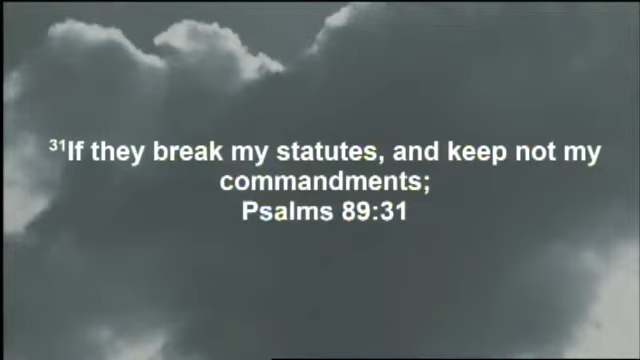 ³¹If they break my statutes, and keep not my
commandments;
Psalms 89:31